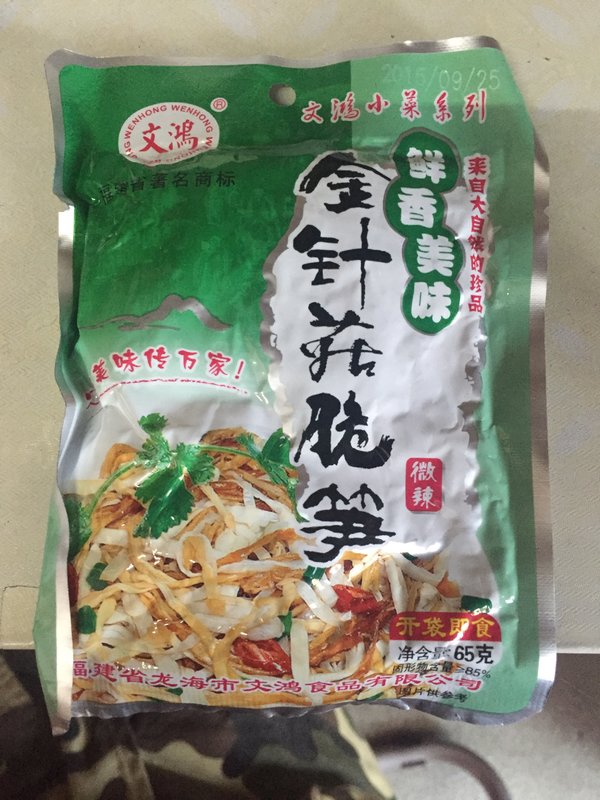 2015/09/25
WENHONG WENHONG
文鸿
®
福建省著名商标
文鸿小菜系列
鲜香美味
来自大自然的珍品
金针菇脆笋
微辣
美味传万家!
开袋即食
净含量:65克
固形物含量≥85%
图片供参考
福建省龙海市文鸿食品有限公司